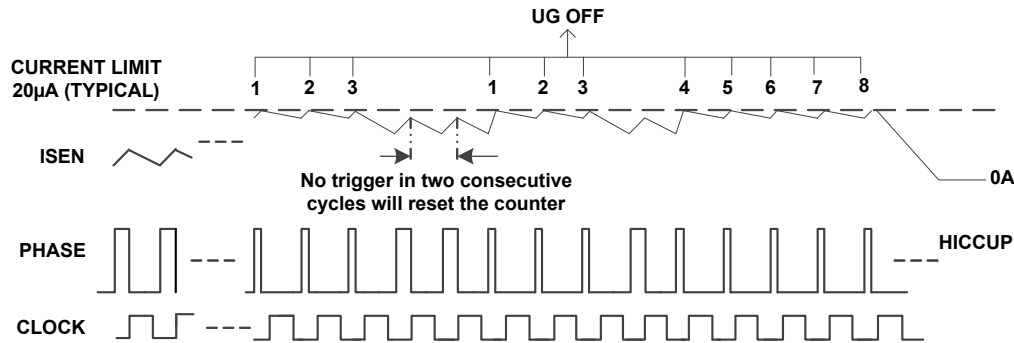 UG OFF
CURRENT LIMIT
20µA (TYPICAL)
1 2 3 1 2 3 4 5 6 7 8
ISEN
No trigger in two consecutive
cycles will reset the counter
0A
PHASE
HICCUP
CLOCK